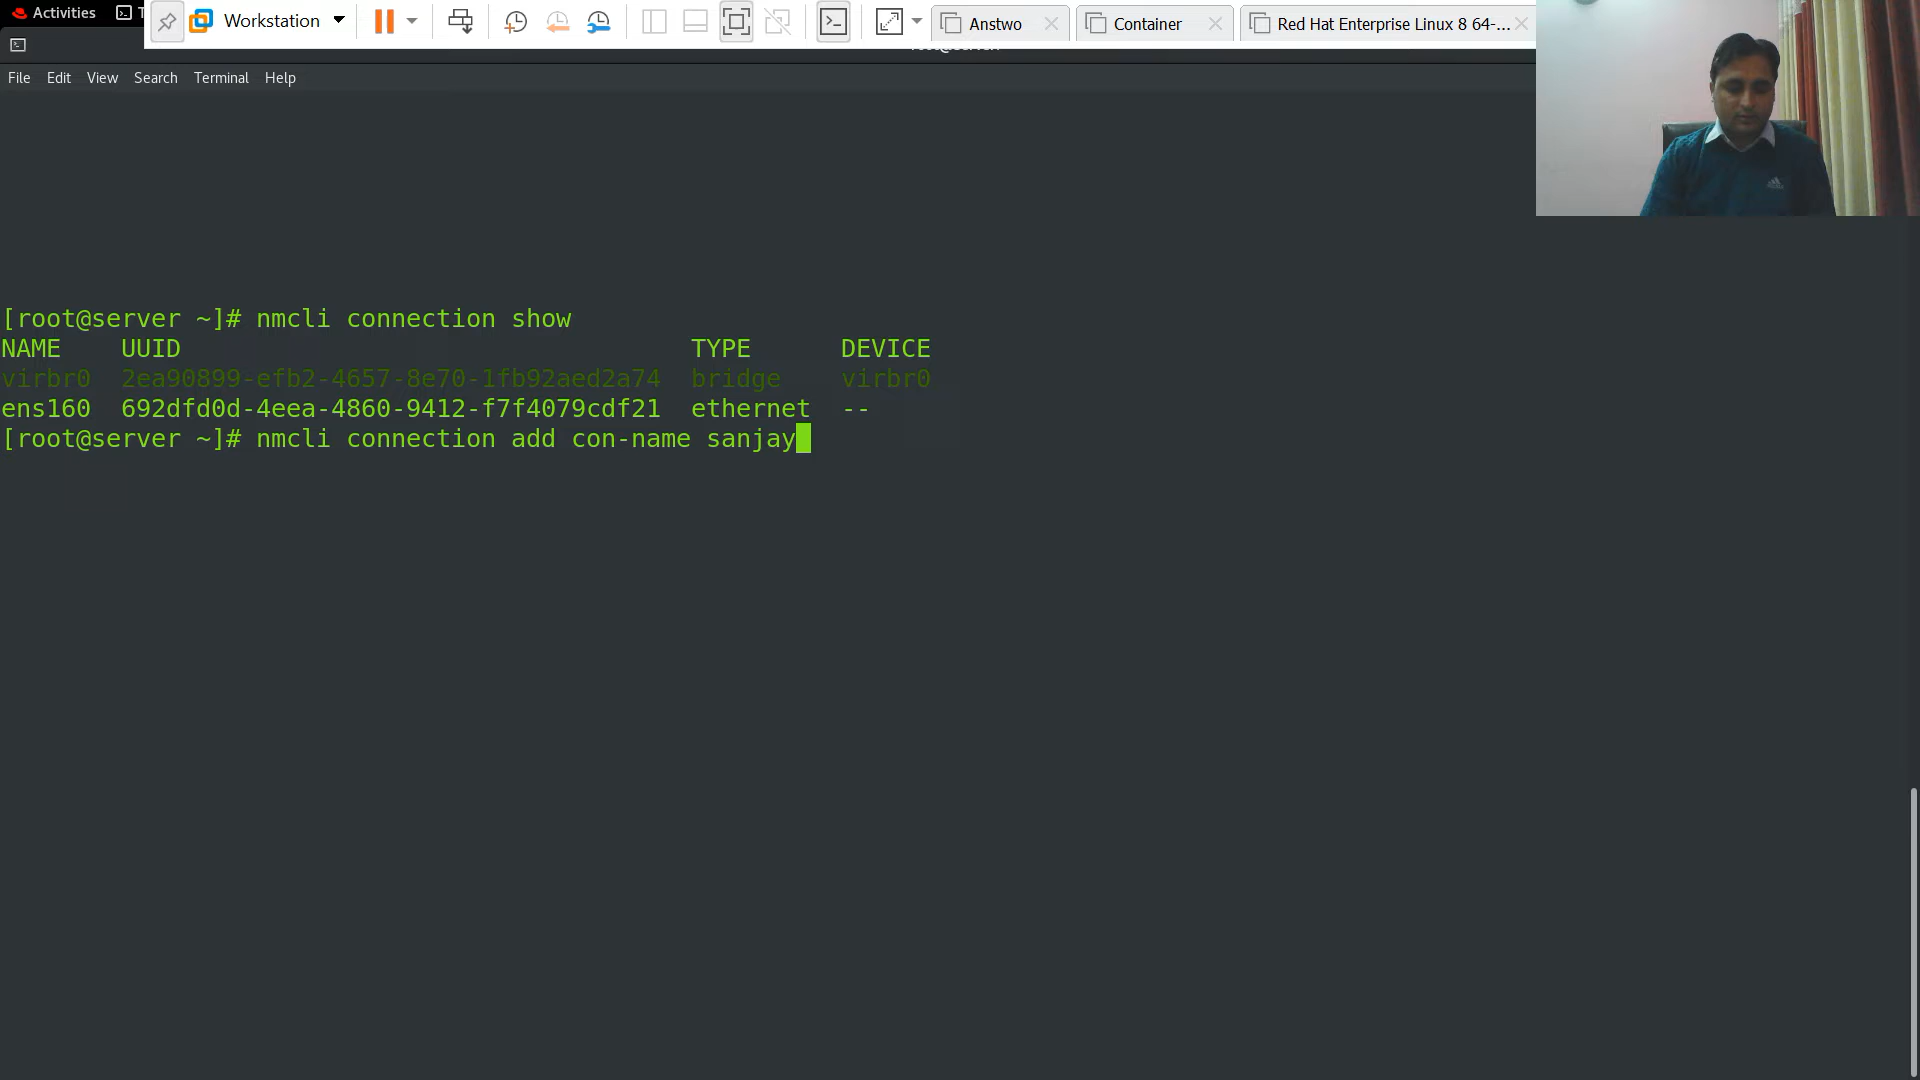 Activities
Workstation
Anstwo
Container
Red Hat Enterprise Linux 8 64-...
File Edit View Search Terminal Help
[root@server ~]# nmcli connection show
NAME UUID TYPE DEVICE
virbr0 2ea90899-efb2-4657-8e70-1fb92aed2a74 bridge virbr0
ens160 692dfd0d-4eea-4860-9412-f7f4079cdf21 ethernet --
[root@server ~]# nmcli connection add con-name sanjay